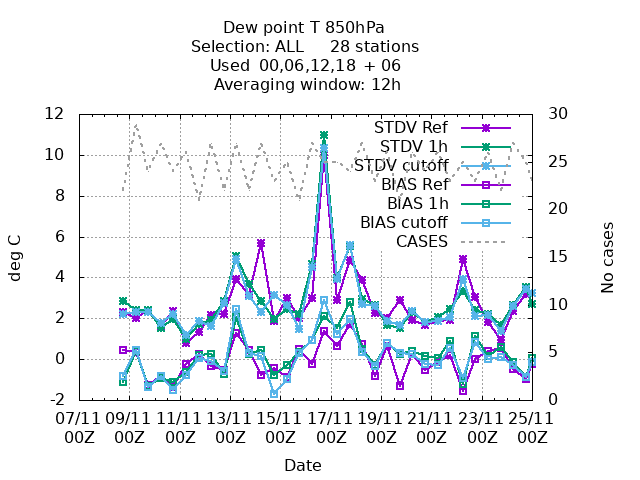 Dew point T 850hPa
Selection: ALL 28 stations
Used 00,06,12,18 + 06
Averaging window: 12h
12
10
8
6
4
2
0
-2
deg C
30
25
20
15
10
5
0
No cases
STDV Ref
STDV 1h
STDV cutoff
BIAS Ref
BIAS 1h
BIAS cutoff
CASES
07/11 09/11 11/11 13/11 15/11 17/11 19/11 21/11 23/11 25/11
00Z 00Z 00Z 00Z 00Z 00Z 00Z 00Z 00Z 00Z
Date